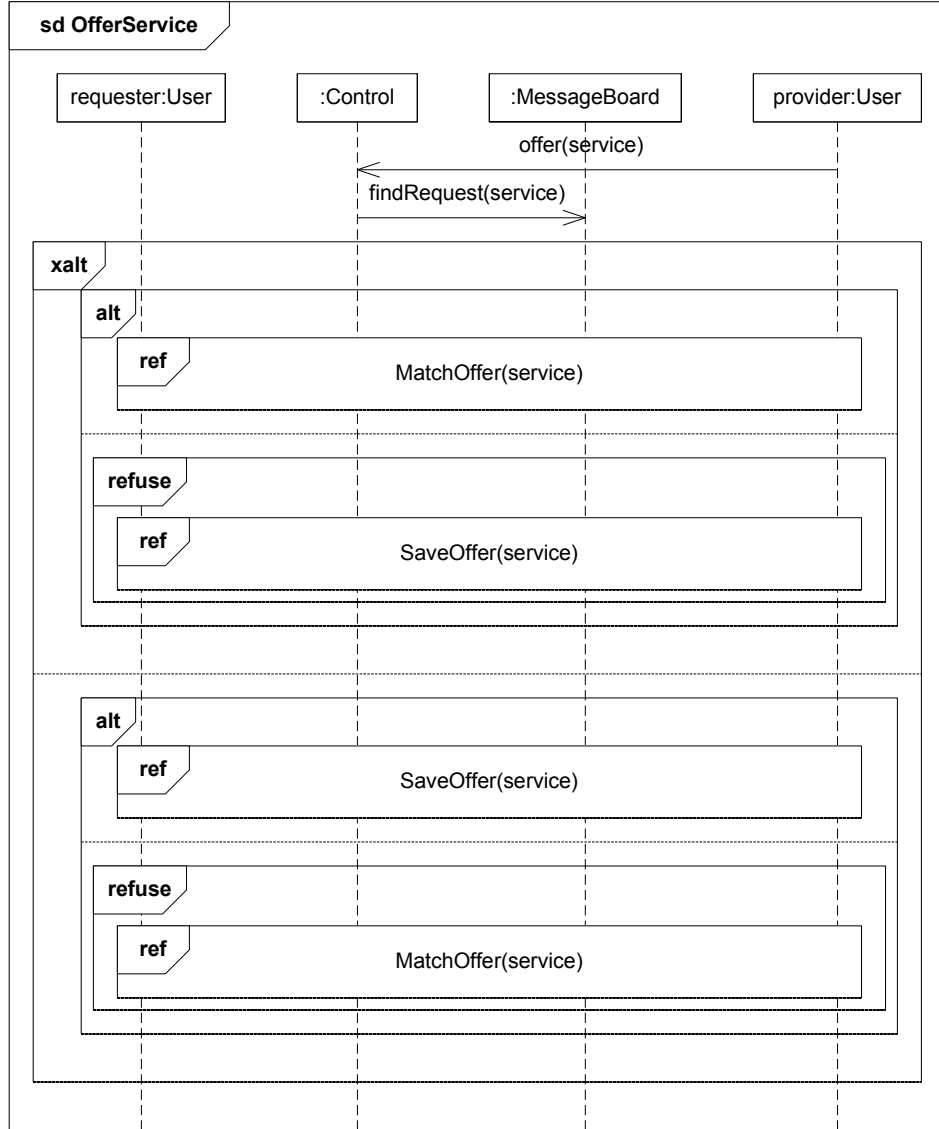 sd OfferService
requester:User
:Control
:MessageBoard
provider:User
offer(service)
findRequest(service)
xalt
alt
ref
MatchOffer(service)
refuse
ref
SaveOffer(service)
alt
ref
SaveOffer(service)
refuse
ref
MatchOffer(service)